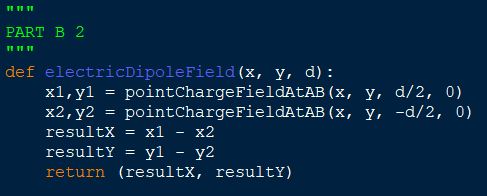 """
PART B 2
"""
def electricDipoleField(x, y, d):
    x1,y1 = pointChargeFieldAtAB(x, y, d/2, 0)
    x2,y2 = pointChargeFieldAtAB(x, y, -d/2, 0)
    resultX = x1 - x2
    resultY = y1 - y2
    return (resultX, resultY)